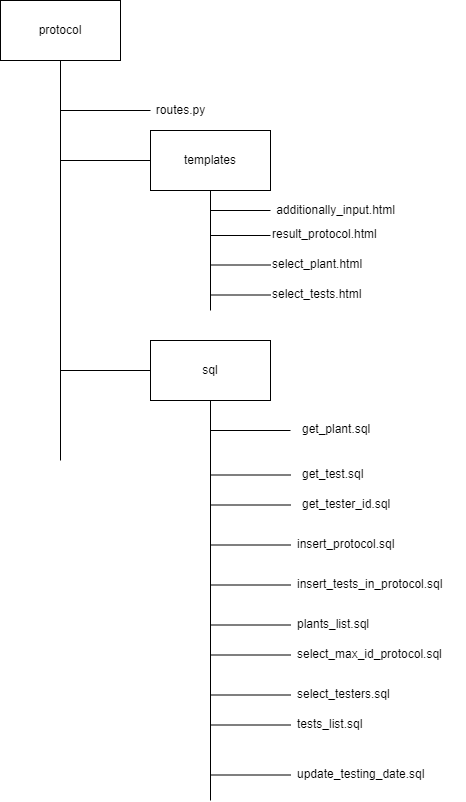 protocol
routes.py
templates
additionally_input.html
result_protocol.html
select_plant.html
select_tests.html
sql
get_plant.sql
get_test.sql
get_tester_id.sql
insert_protocol.sql
insert_tests_in_protocol.sql
plants_list.sql
select_max_id_protocol.sql
select_testers.sql
tests_list.sql
update_testing_date.sql